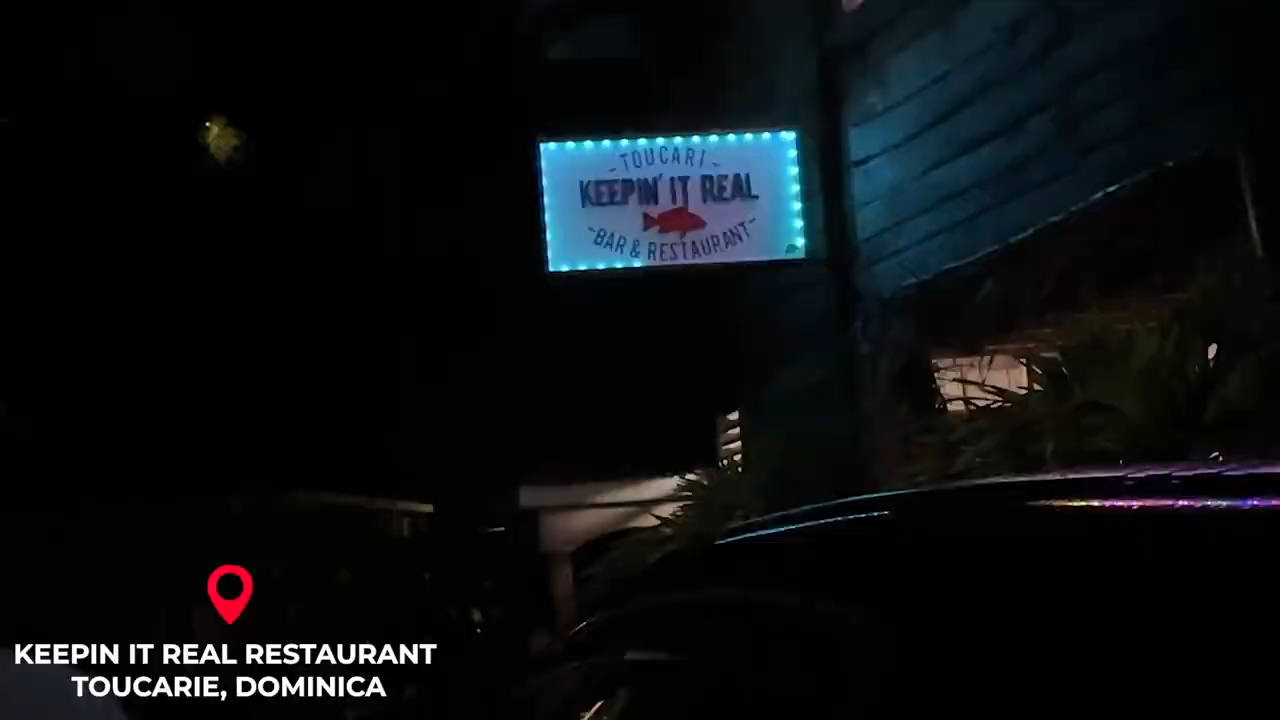 - TOUCARI -
KEEPIN' IT REAL
- BAR & RESTAURANT -
KEEPIN IT REAL RESTAURANT
TOUCARIE, DOMINICA